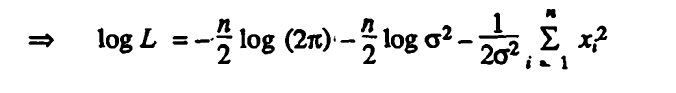 ⇒ log L = -n/2 log (2π) - n/2 log σ² - 1/2σ² Σ_{i = 1}^{n} x_i²